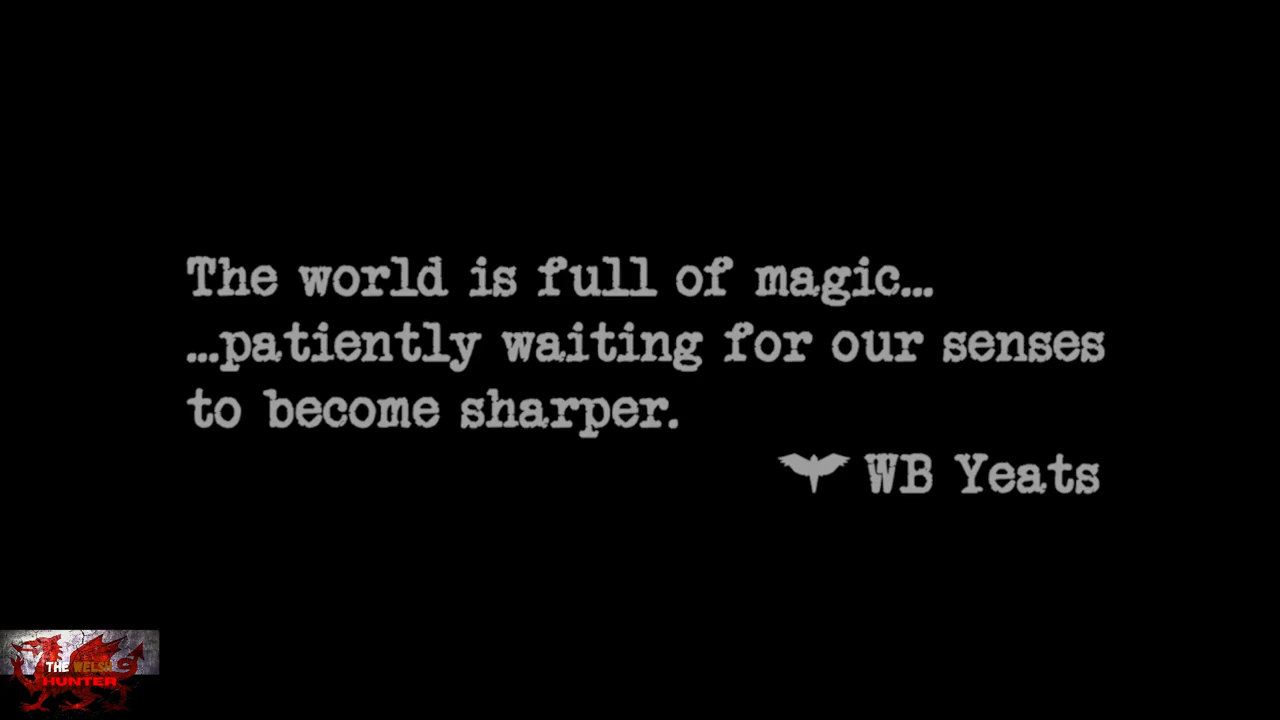 The world is full of magic...
...patiently waiting for our senses
to become sharper.
WB Yeats
THE WELSH
HUNTER